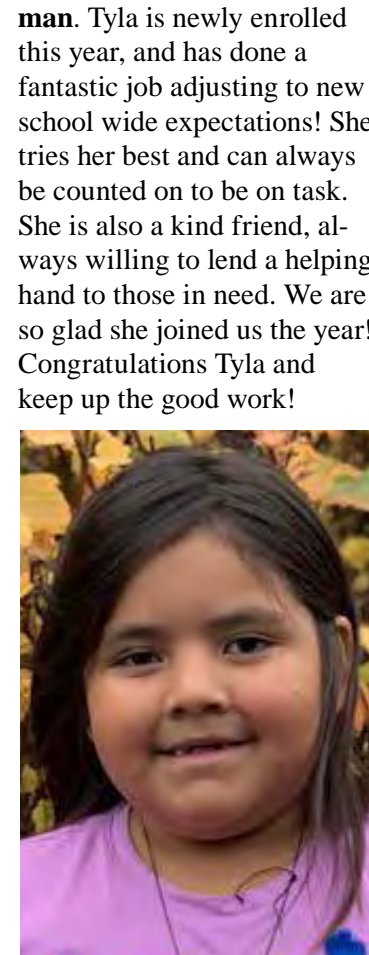 man. Tyla is newly enrolled
this year, and has done a
fantastic job adjusting to new
school wide expectations! She
tries her best and can always
be counted on to be on task.
She is also a kind friend, al-
ways willing to lend a helping
hand to those in need. We are
so glad she joined us the year!
Congratulations Tyla and
keep up the good work!